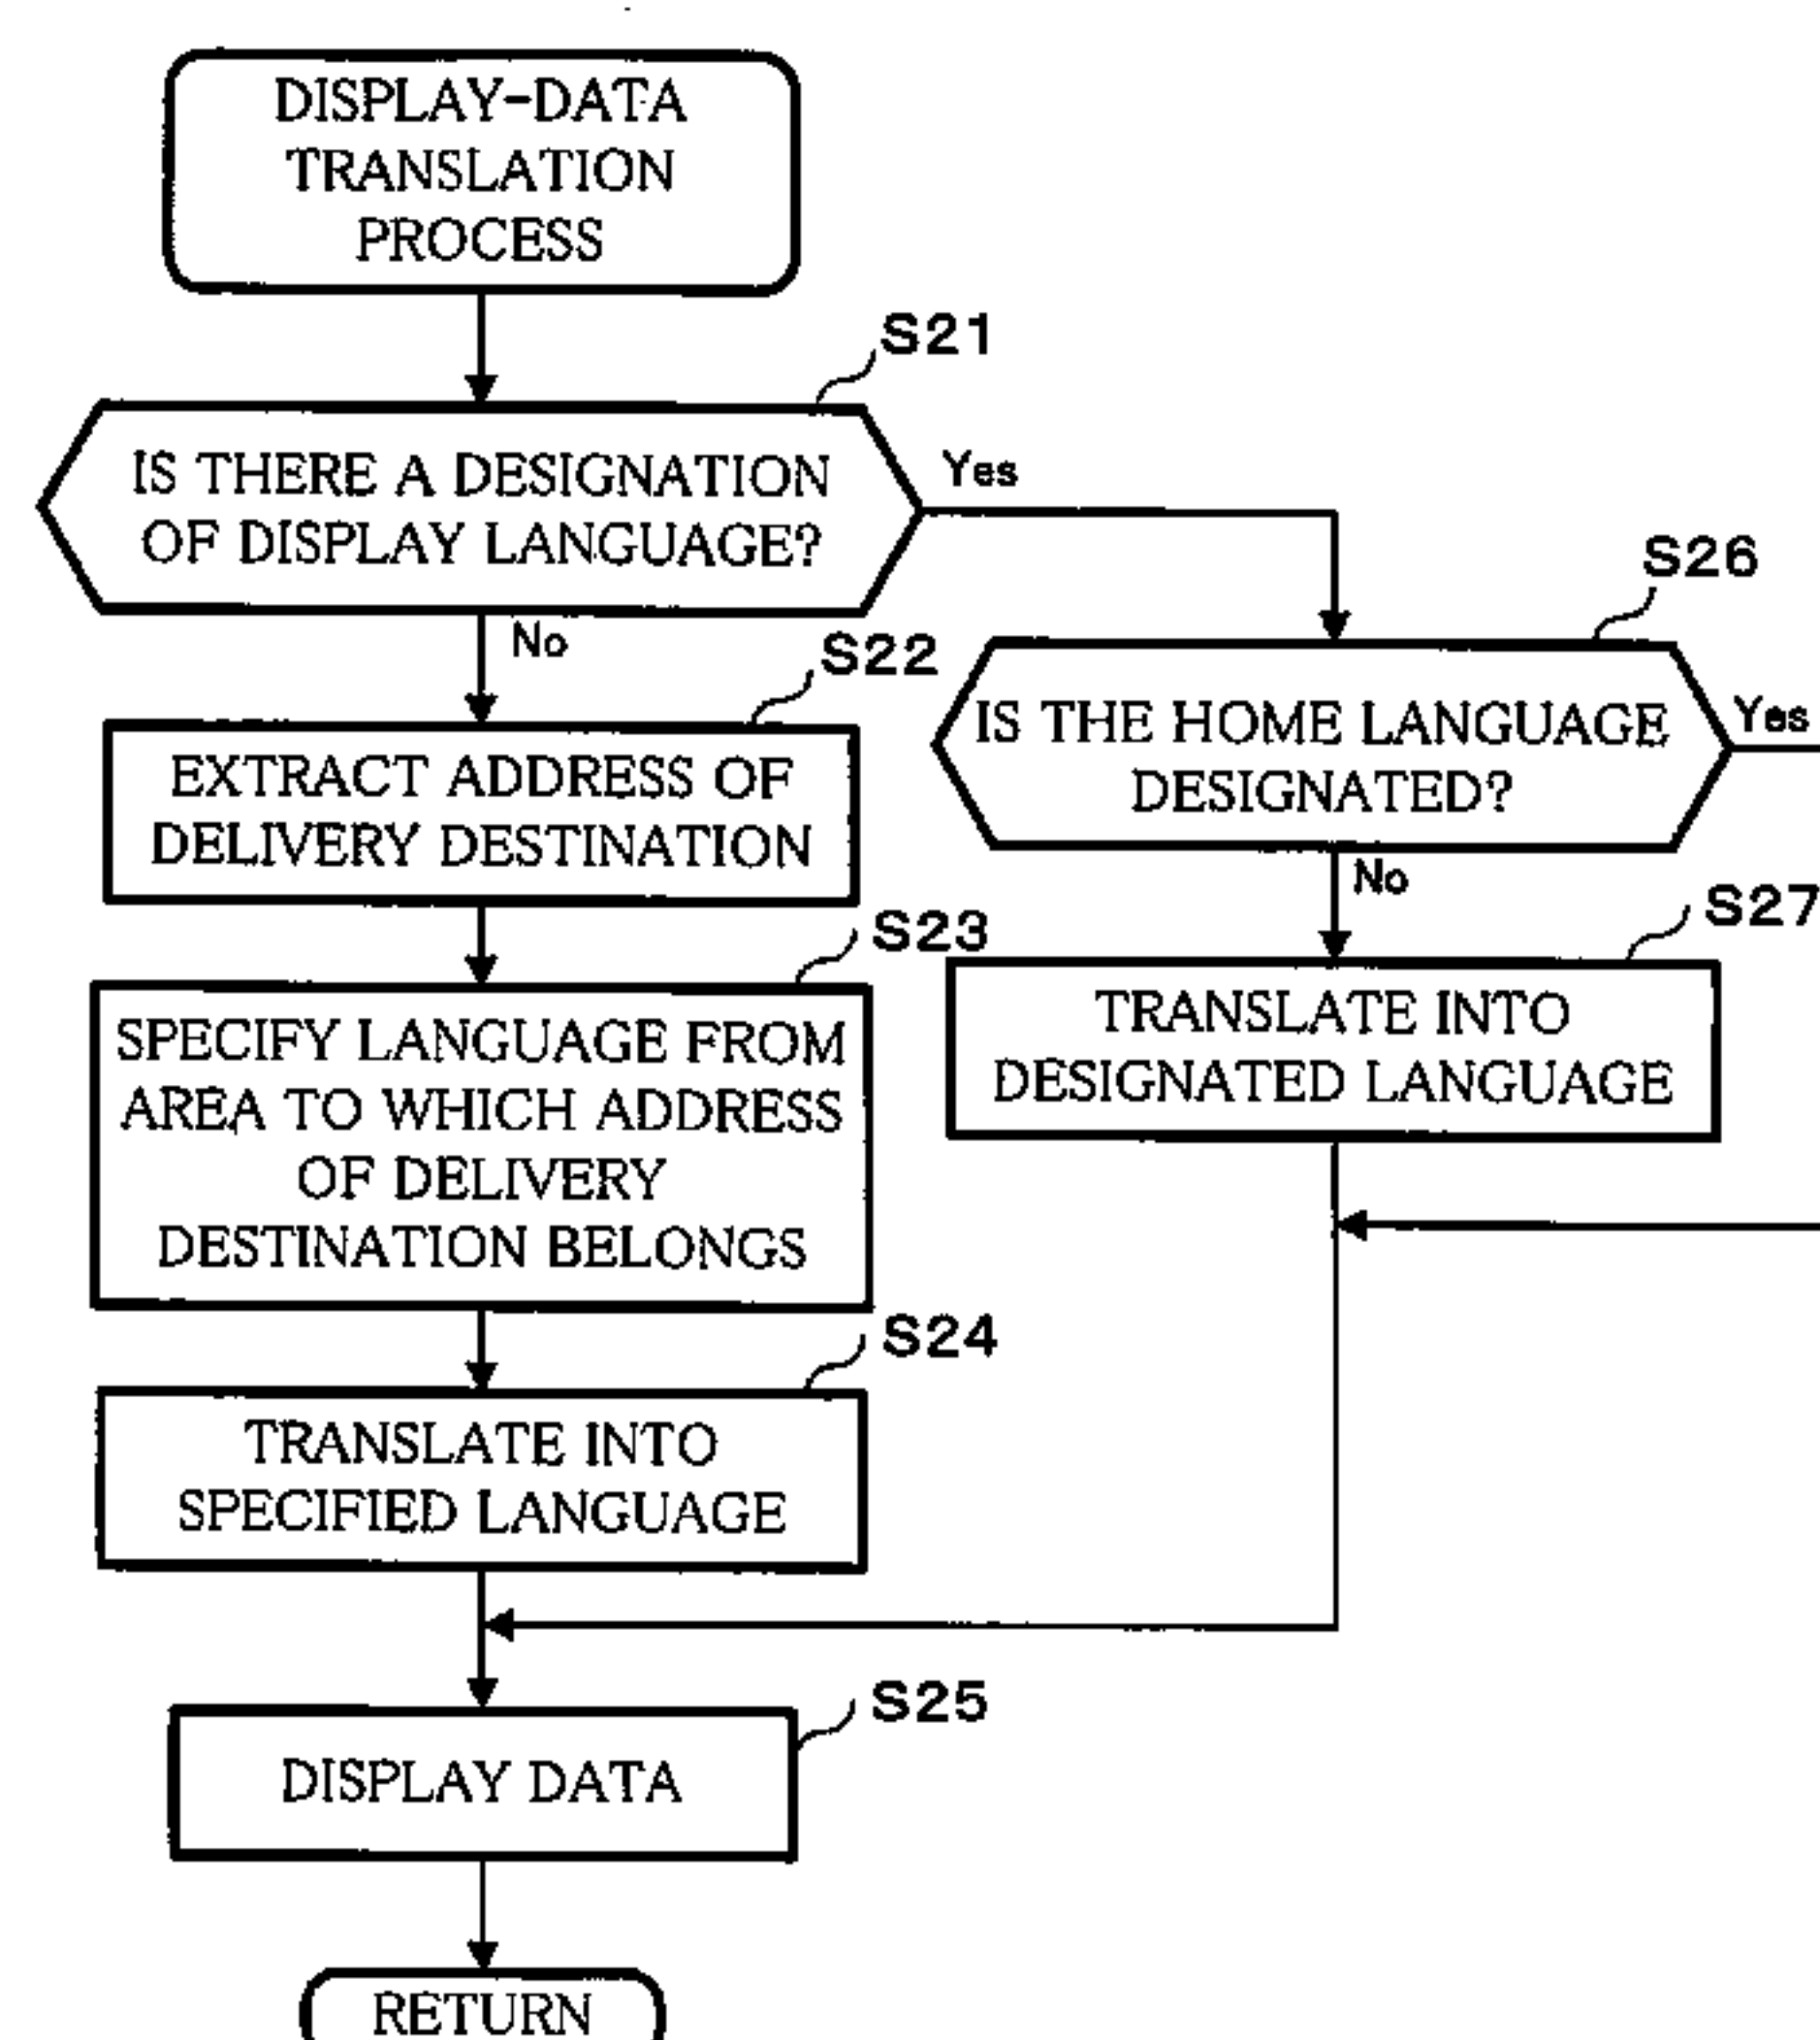 DISPLAY-DATA
TRANSLATION
PROCESS
S21
IS THERE A DESIGNATION
OF DISPLAY LANGUAGE?
Yes
No
S22
EXTRACT ADDRESS OF
DELIVERY DESTINATION
S23
SPECIFY LANGUAGE FROM
AREA TO WHICH ADDRESS
OF DELIVERY
DESTINATION BELONGS
S24
TRANSLATE INTO
SPECIFIED LANGUAGE
S26
IS THE HOME LANGUAGE
DESIGNATED?
Yes
No
S27
TRANSLATE INTO
DESIGNATED LANGUAGE
S25
DISPLAY DATA
RETURN